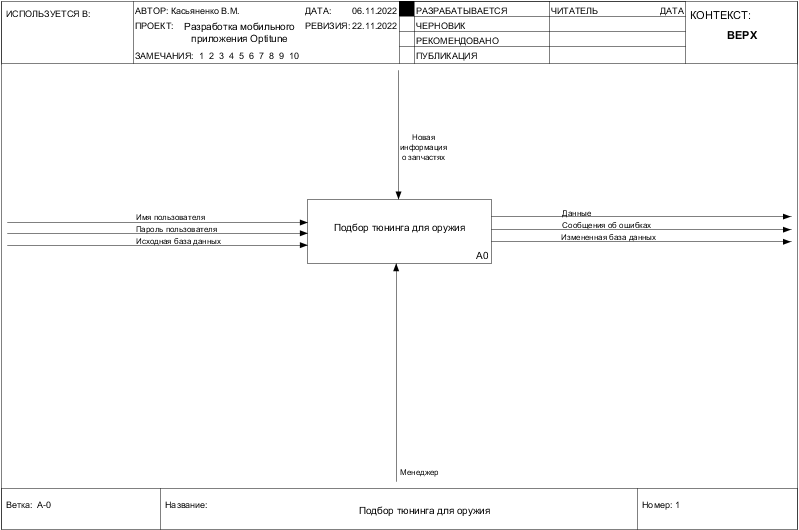 ИСПОЛЬЗУЕТСЯ В:
АВТОР: Касьяненко В.М.
ДАТА: 06.11.2022
ПРОЕКТ: Разработка мобильного
приложения Optitune
РЕВИЗИЯ: 22.11.2022
ЗАМЕЧАНИЯ: 1 2 3 4 5 6 7 8 9 10
РАЗРАБАТЫВАЕТСЯ
ЧЕРНОВИК
РЕКОМЕНДОВАНО
ПУБЛИКАЦИЯ
ЧИТАТЕЛЬ ДАТА
КОНТЕКСТ:
ВЕРХ
Новая
информация
о запчастях
Имя пользователя
Пароль пользователя
Исходная база данных
Подбор тюнинга для оружия
A0
Данные
Сообщения об ошибках
Измененная база данных
Менеджер
Ветка: A-0
Название:
Подбор тюнинга для оружия
Номер: 1